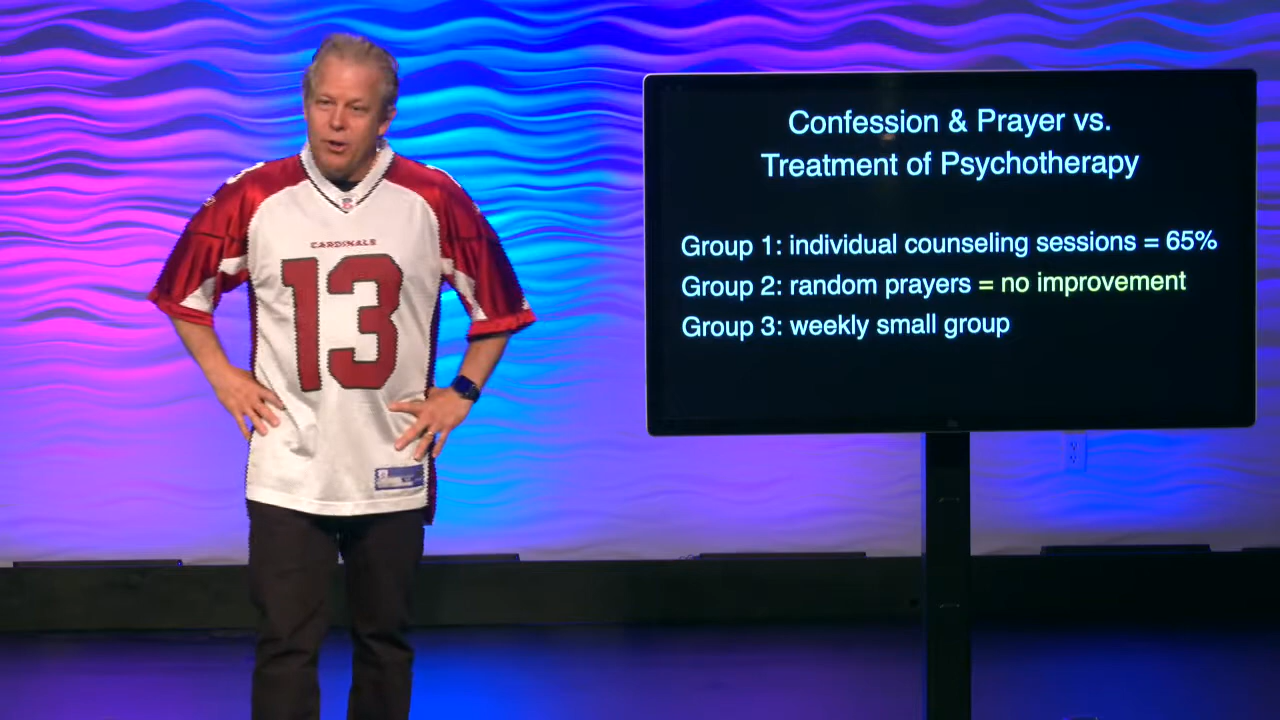 CARDINALS
13
Confession & Prayer vs.
Treatment of Psychotherapy
Group 1: individual counseling sessions = 65%
Group 2: random prayers = no improvement
Group 3: weekly small group